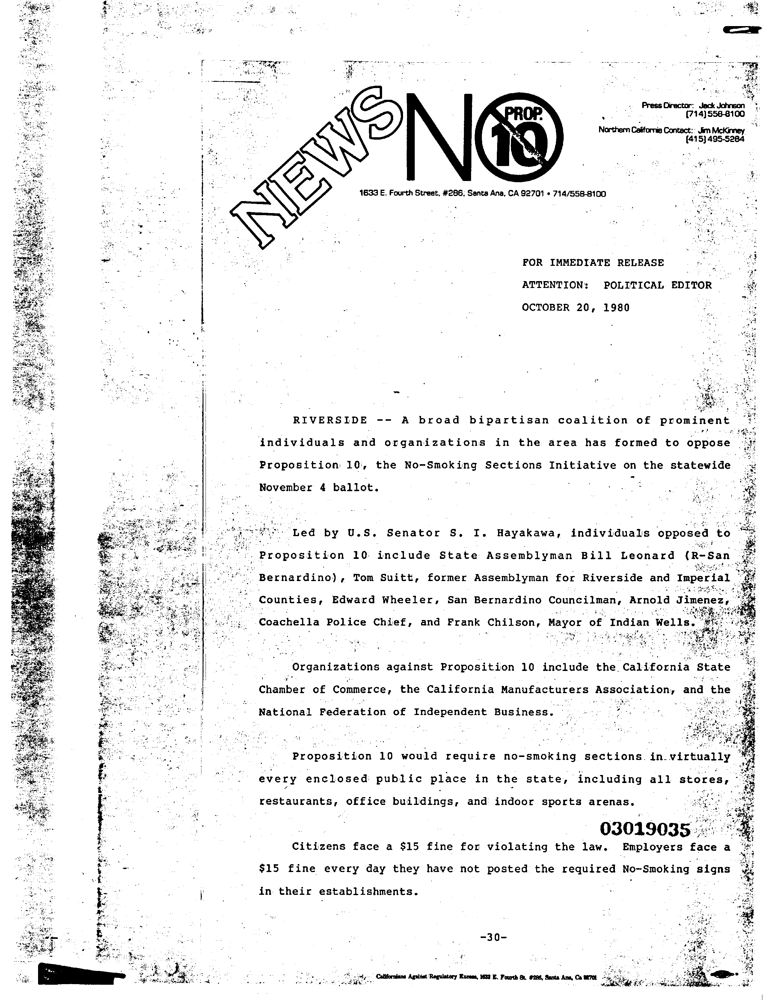 NEWS
NO
PROP.
10
Press Director: Jack Johnson
(714) 558-8100
Northern California Contact: Jim McKinney
(415) 495-5284
1633 E. Fourth Street, #286, Santa Ana, CA 92701 • 714/558-8100
FOR IMMEDIATE RELEASE
ATTENTION: POLITICAL EDITOR
OCTOBER 20, 1980
RIVERSIDE -- A broad bipartisan coalition of prominent
individuals and organizations in the area has formed to oppose
Proposition 10, the No-Smoking Sections Initiative on the statewide
November 4 ballot.
Led by U.S. Senator S. I. Hayakawa, individuals opposed to
Proposition 10 include State Assemblyman Bill Leonard (R-San
Bernardino), Tom Suitt, former Assemblyman for Riverside and Imperial
Counties, Edward Wheeler, San Bernardino Councilman, Arnold Jimenez,
Coachella Police Chief, and Frank Chilson, Mayor of Indian Wells.
Organizations against Proposition 10 include the California State
Chamber of Commerce, the California Manufacturers Association, and the
National Federation of Independent Business.
Proposition 10 would require no-smoking sections in virtually
every enclosed public place in the state, including all stores,
restaurants, office buildings, and indoor sports arenas.
03019035
Citizens face a $15 fine for violating the law. Employers face a
$15 fine every day they have not posted the required No-Smoking signs
in their establishments.
-30-
Californians Against Regulatory Excess, 1633 E. Fourth St. #286, Santa Ana, Ca 92701